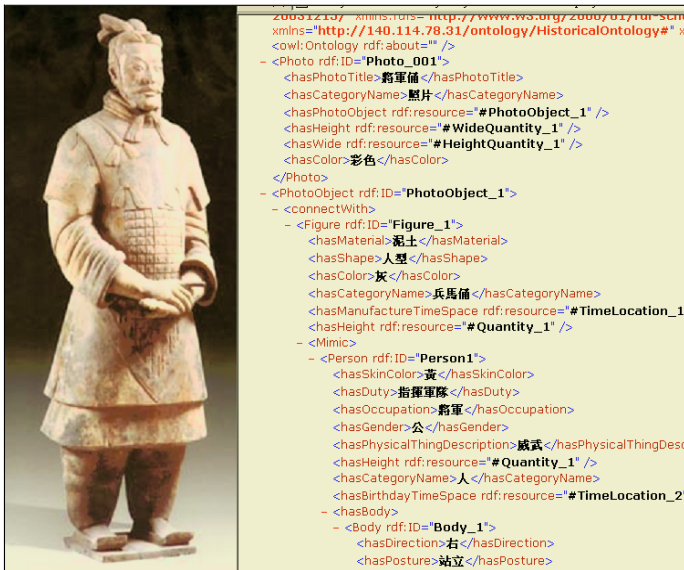 xmlns="http://140.114.78.31/ontology/HistoricalOntology#"
<owl:Ontology rdf:about="" />
- <Photo rdf:ID="Photo_001">
<hasPhotoTitle>將軍俑</hasPhotoTitle>
<hasCategoryName>照片</hasCategoryName>
<hasPhotoObject rdf:resource="#PhotoObject_1" />
<hasHeight rdf:resource="#WideQuantity_1" />
<hasWide rdf:resource="#HeightQuantity_1" />
<hasColor>彩色</hasColor>
</Photo>
- <PhotoObject rdf:ID="PhotoObject_1">
- <connectWith>
- <Figure rdf:ID="Figure_1">
<hasMaterial>泥土</hasMaterial>
<hasShape>人型</hasShape>
<hasColor>灰</hasColor>
<hasCategoryName>兵馬俑</hasCategoryName>
<hasManufactureTimeSpace rdf:resource="#TimeLocation_1
<hasHeight rdf:resource="#Quantity_1" />
- <Mimic>
- <Person rdf:ID="Person1">
<hasSkinColor>黃</hasSkinColor>
<hasDuty>指揮軍隊</hasDuty>
<hasOccupation>將軍</hasOccupation>
<hasGender>公</hasGender>
<hasPhysicalThingDescription>威武</hasPhysicalThingDesc
<hasHeight rdf:resource="#Quantity_1" />
<hasCategoryName>人</hasCategoryName>
<hasBirthdayTimeSpace rdf:resource="#TimeLocation_2"
- <hasBody>
- <Body rdf:ID="Body_1">
<hasDirection>右</hasDirection>
<hasPosture>站立</hasPosture>